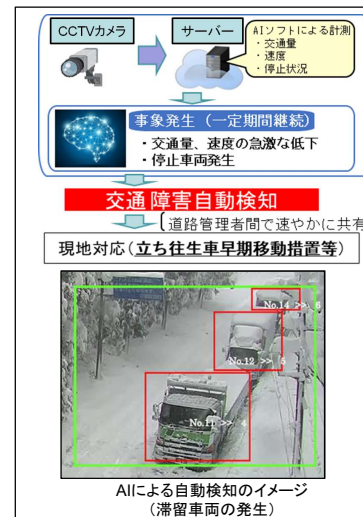 CCTVカメラ
サーバー
AIソフトによる計測
・交通量
・速度
・停止状況
事象発生（一定期間継続）
・交通量、速度の急激な低下
・停止車両発生
交通障害自動検知
道路管理者間で速やかに共有
現地対応（立ち往生車早期移動措置等）
No.14 >> 6
No.12 >> 5
No.11 >> 4
AIによる自動検知のイメージ
（滞留車両の発生）